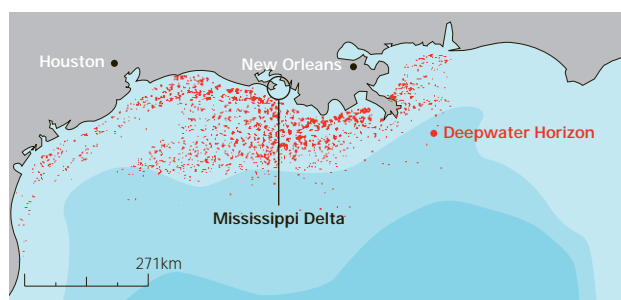 Houston
New Orleans
Deepwater Horizon
Mississippi Delta
271km